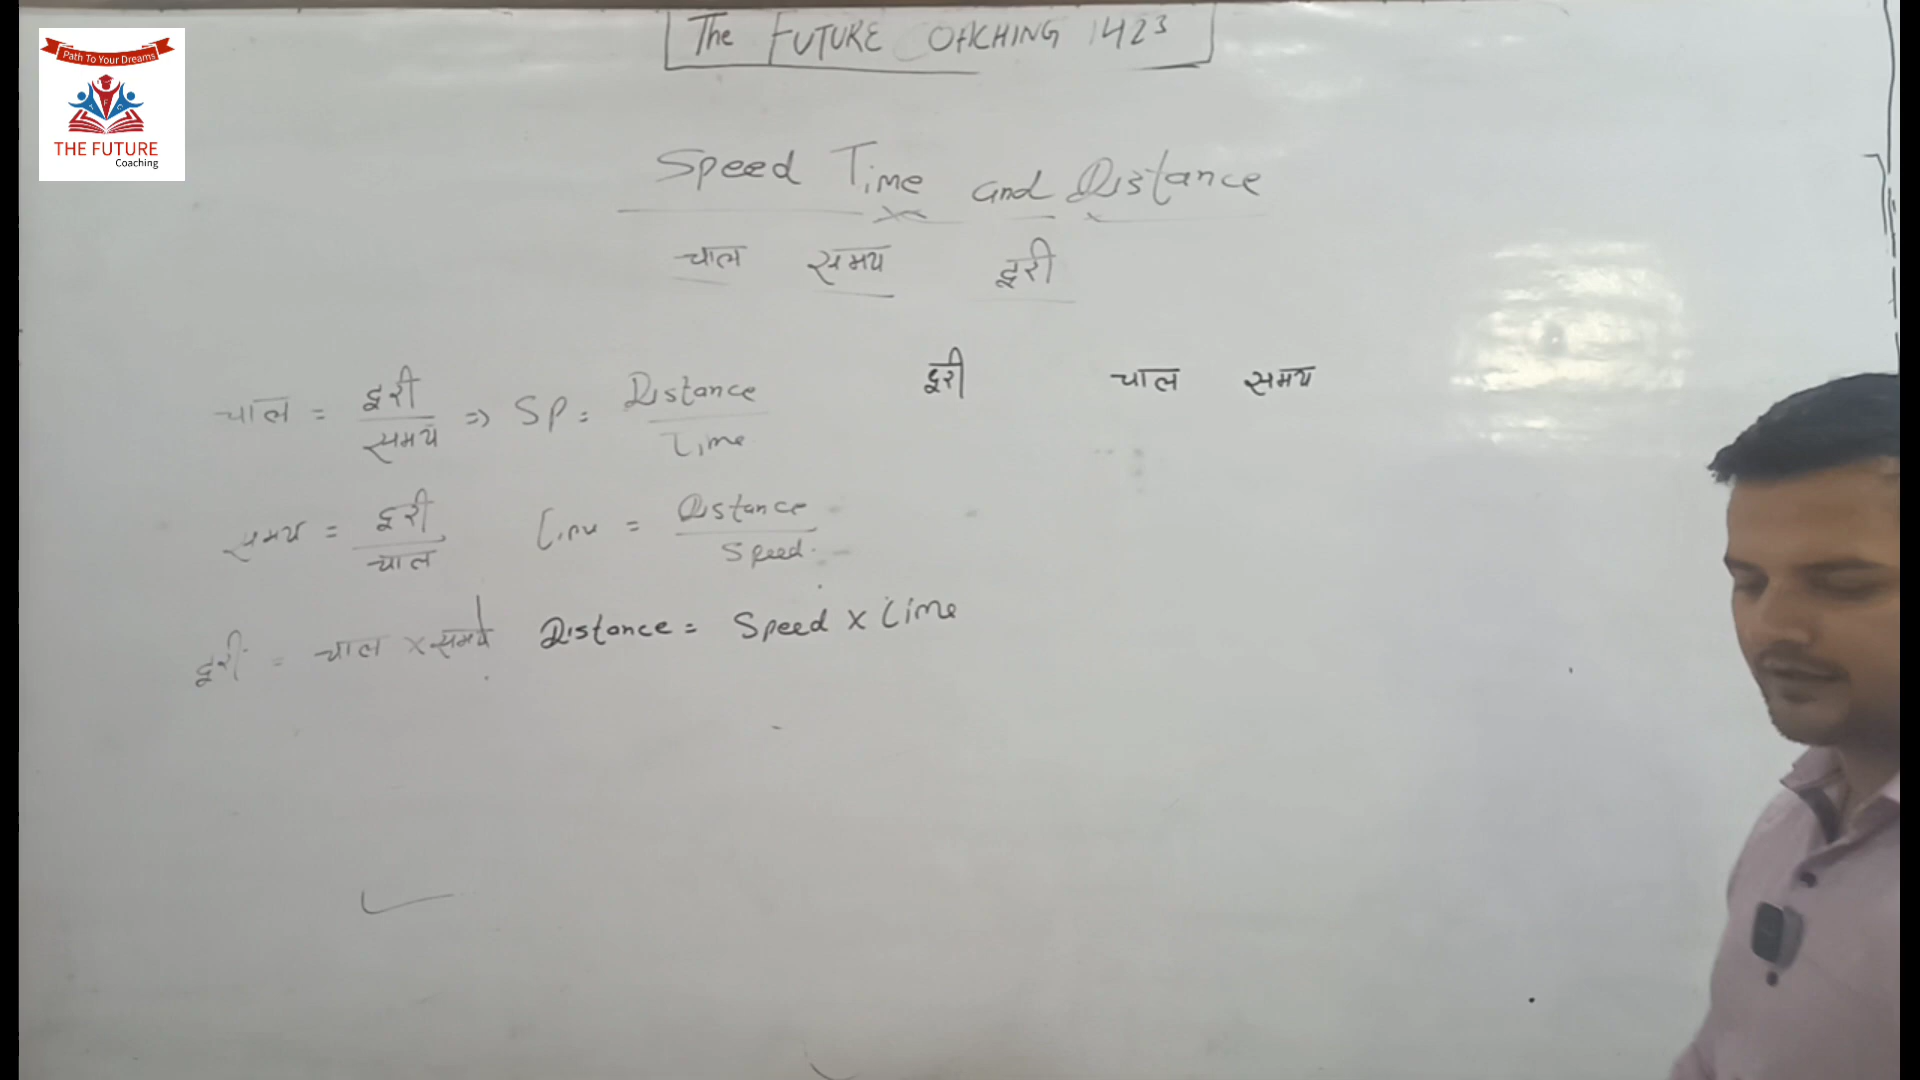 The FUTURE COACHING 1423
Path To Your Dreams
T F C
THE FUTURE
Coaching
Speed Time and Distance
चाल समय दूरी
दूरी चाल समय
चाल = दूरी / समय => SP = Distance / Time
समय = दूरी / चाल Time = Distance / Speed.
दूरी = चाल × समय Distance = Speed × Time